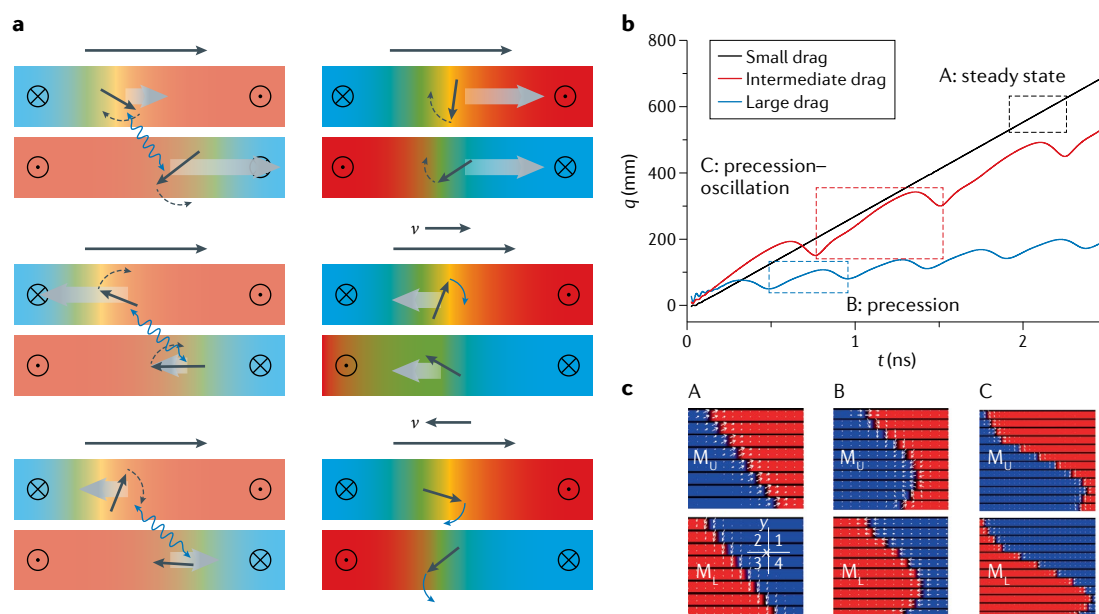 a
v
v
b
q (mm)
800
600
400
200
0
Small drag
Intermediate drag
Large drag
A: steady state
C: precession–
oscillation
B: precession
0
1
2
t (ns)
c
A
B
C
M_U
M_U
M_U
y
2 1
3 4
M_L
M_L
M_L